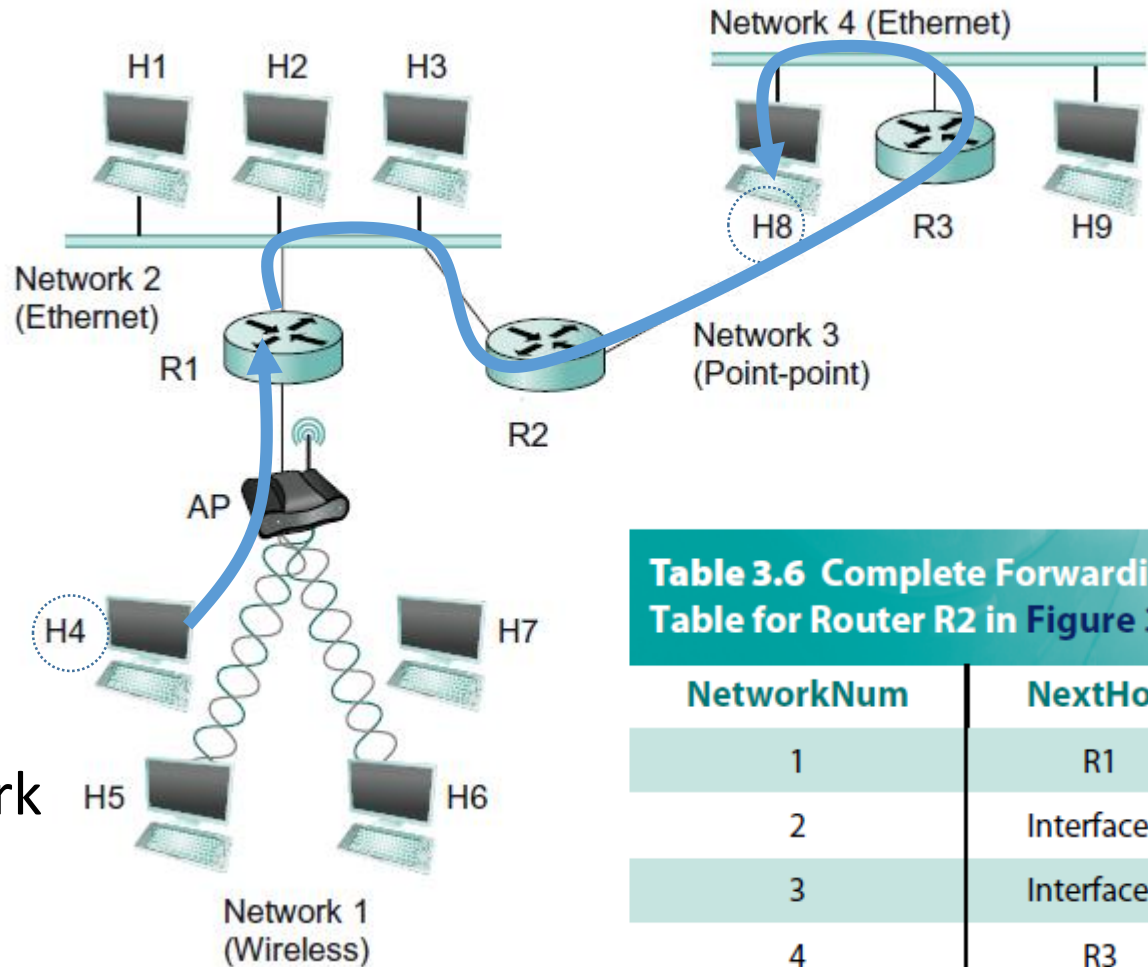 Network 4 (Ethernet)
H1
H2
H3
H8
R3
H9
Network 2
(Ethernet)
R1
R2
Network 3
(Point-point)
AP
H4
H7
H5
H6
Network 1
(Wireless)
rk
Table 3.6 Complete Forwardi
Table for Router R2 in Figure 3
NetworkNum NextHo
1 R1
2 Interface
3 Interface
4 R3